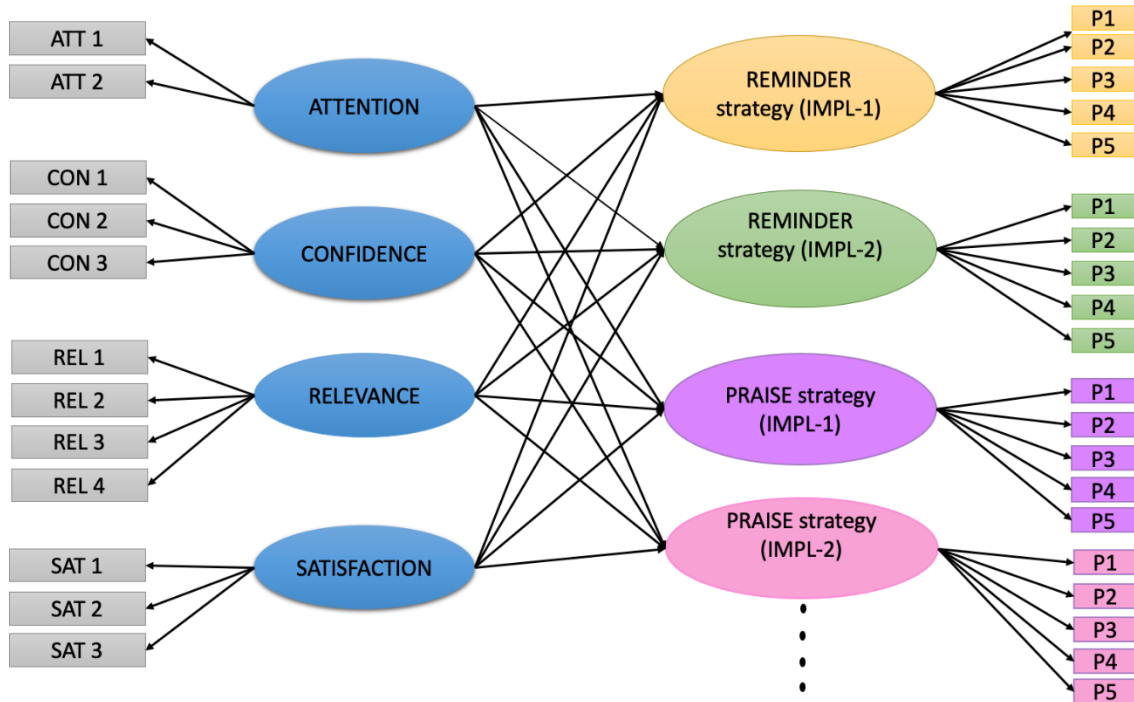 ATT 1
ATT 2
CON 1
CON 2
CON 3
REL 1
REL 2
REL 3
REL 4
SAT 1
SAT 2
SAT 3
ATTENTION
CONFIDENCE
RELEVANCE
SATISFACTION
REMINDER
strategy (IMPL-1)
REMINDER
strategy (IMPL-2)
PRAISE strategy
(IMPL-1)
PRAISE strategy
(IMPL-2)
P1
P2
P3
P4
P5
P1
P2
P3
P4
P5
P1
P2
P3
P4
P5
P1
P2
P3
P4
P5